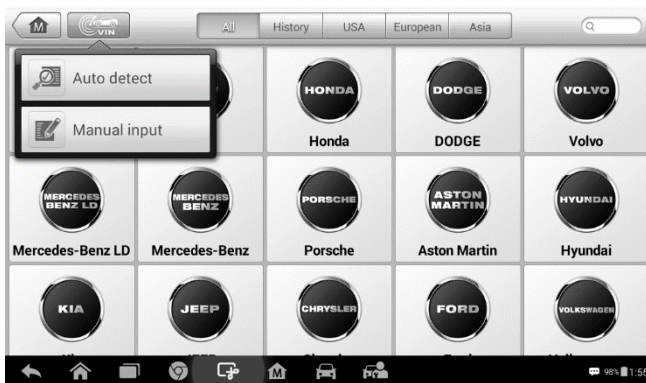 M VIN All History USA European Asia
Auto detect
Manual input
HONDA DODGE VOLVO
Honda DODGE Volvo
MERCEDES BENZ LD MERCEDES BENZ PORSCHE ASTON MARTIN HYUNDAI
Mercedes-Benz LD Mercedes-Benz Porsche Aston Martin Hyundai
KIA JEEP CHRYSLER FORD VOLKSWAGEN
M 98% 1:55